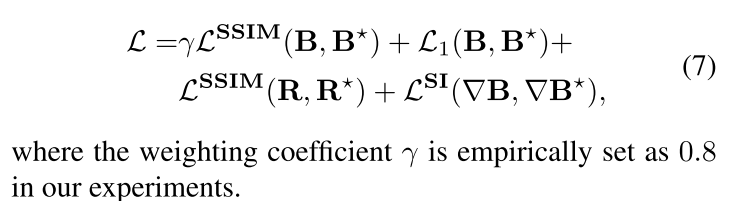 ℒ =γℒ^SSIM(B, B⋆) + ℒ₁(B, B⋆)+
ℒ^SSIM(R, R⋆) + ℒ^SI(∇B, ∇B⋆),
(7)
where the weighting coefficient γ is empirically set as 0.8
in our experiments.